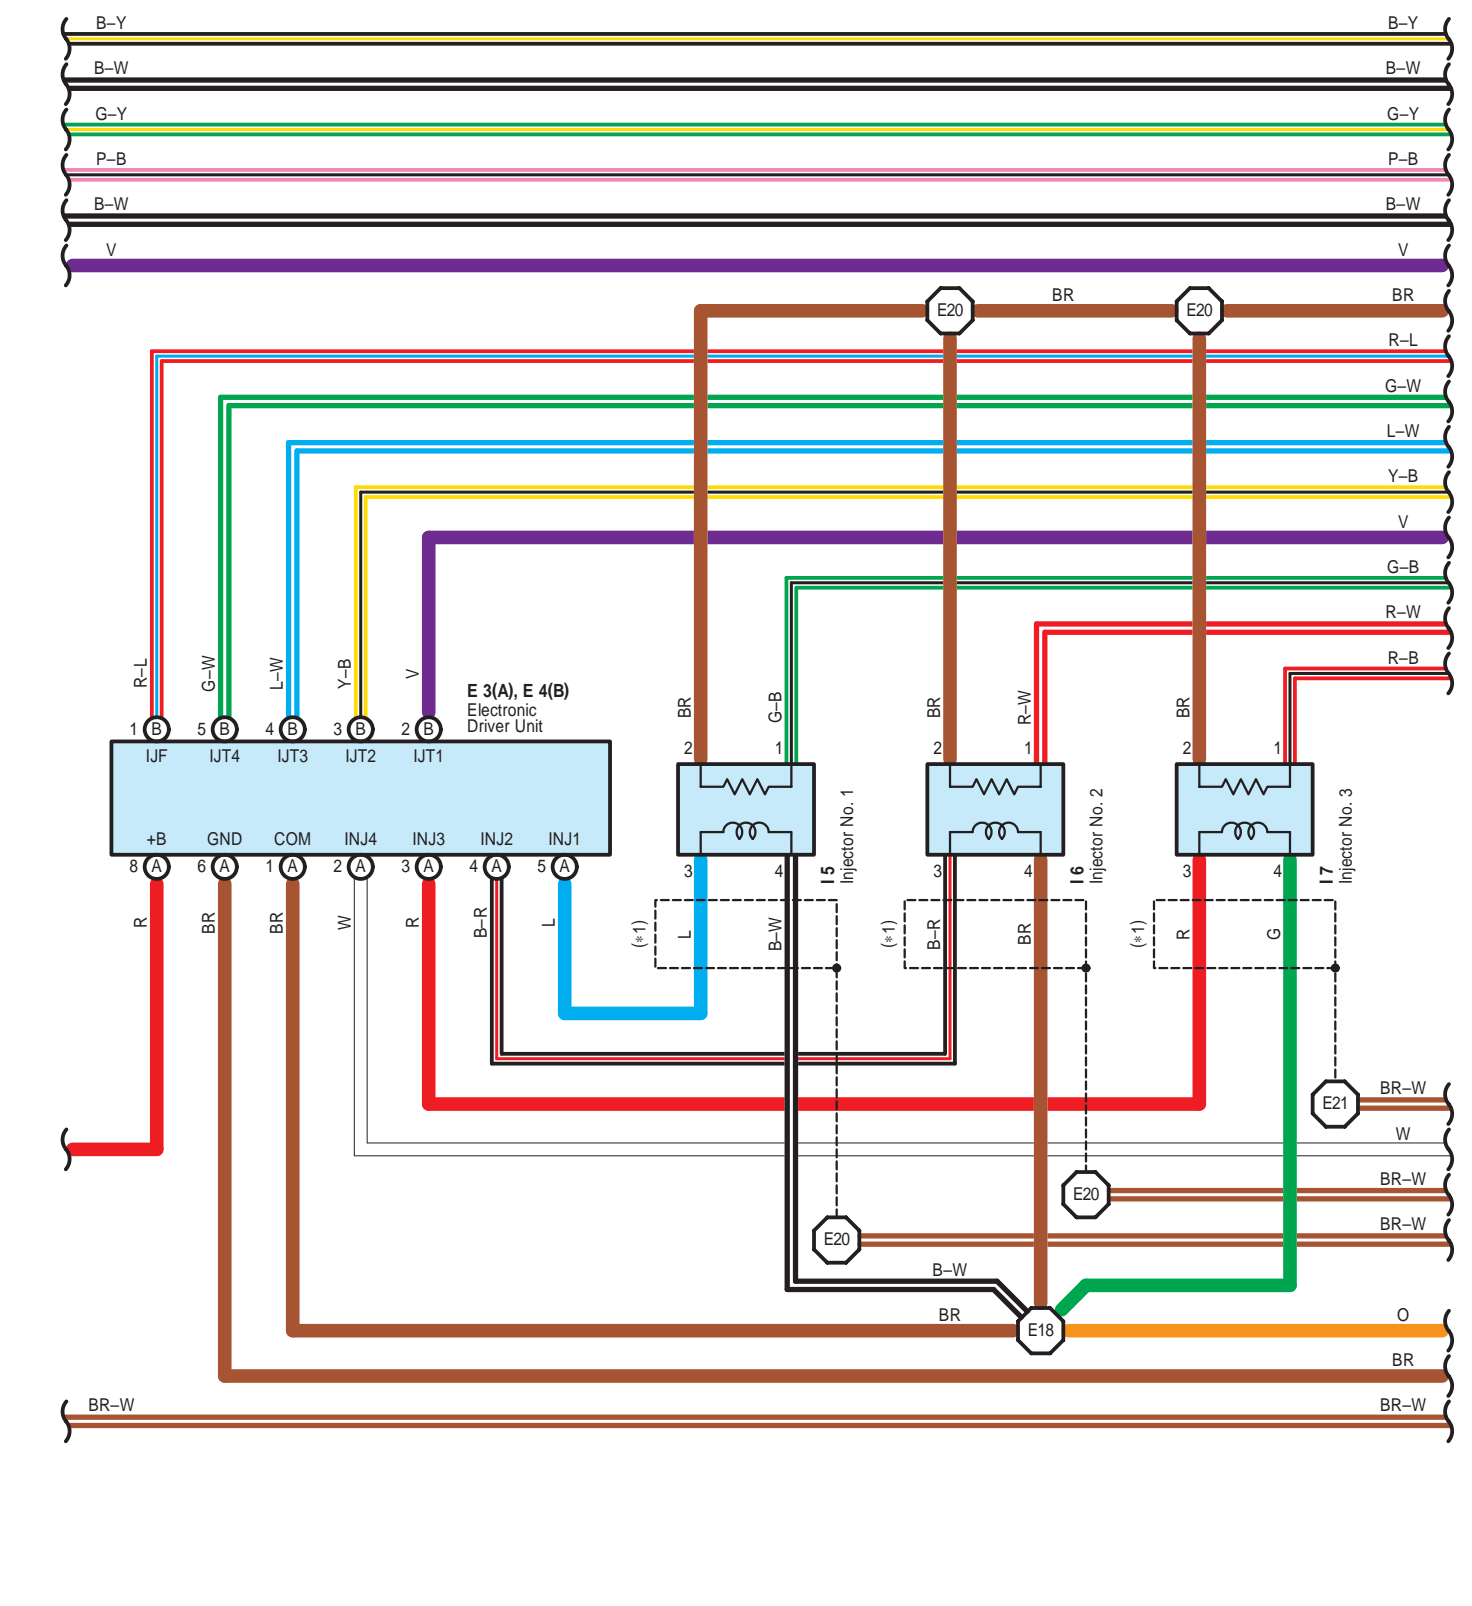 B–Y B–Y
B–W B–W
G–Y G–Y
P–B P–B
B–W B–W
V V
E20 BR E20 BR
R–L
G–W
L–W
Y–B
V
G–B
R–W
R–B
R–L G–W L–W Y–B V
E 3(A), E 4(B)
Electronic
Driver Unit
BR G–B BR R–W BR R–B
1 B 5 B 4 B 3 B 2 B
2 1 2 1 2 1
IJF IJT4 IJT3 IJT2 IJT1
+B GND COM INJ4 INJ3 INJ2 INJ1
8 A 6 A 1 A 2 A 3 A 4 A 5 A
3 4 3 4 3 4
I 5
Injector No. 1
I 6
Injector No. 2
I 7
Injector No. 3
R BR BR W R B–R L
(∗1) L B–W (∗1) B–R BR (∗1) R G
E21 BR–W
W
E20 BR–W
E20 BR–W
B–W
BR E18 O
BR
BR–W BR–W